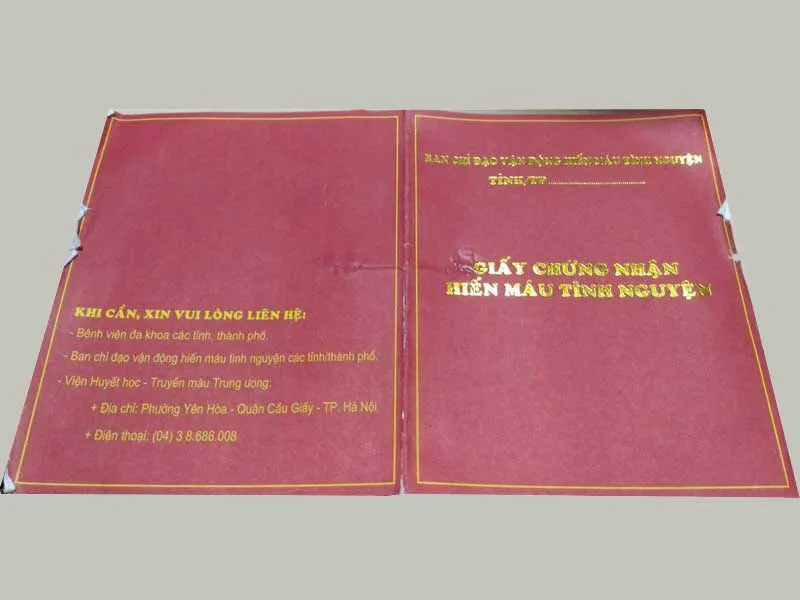 KHI CẦN, XIN VUI LÒNG LIÊN HỆ:
- Bệnh viện đa khoa các tỉnh, thành phố.
- Ban chỉ đạo vận động hiến máu tình nguyện các tỉnh/thành phố.
- Viện Huyết học - Truyền máu Trung ương:
+ Địa chỉ: Phường Yên Hòa - Quận Cầu Giấy - TP. Hà Nội
+ Điện thoại: (04) 3 8.686.008
BAN CHỈ ĐẠO VẬN ĐỘNG HIẾN MÁU TÌNH NGUYỆN
TỈNH/TP ........................................
GIẤY CHỨNG NHẬN
HIẾN MÁU TÌNH NGUYỆN